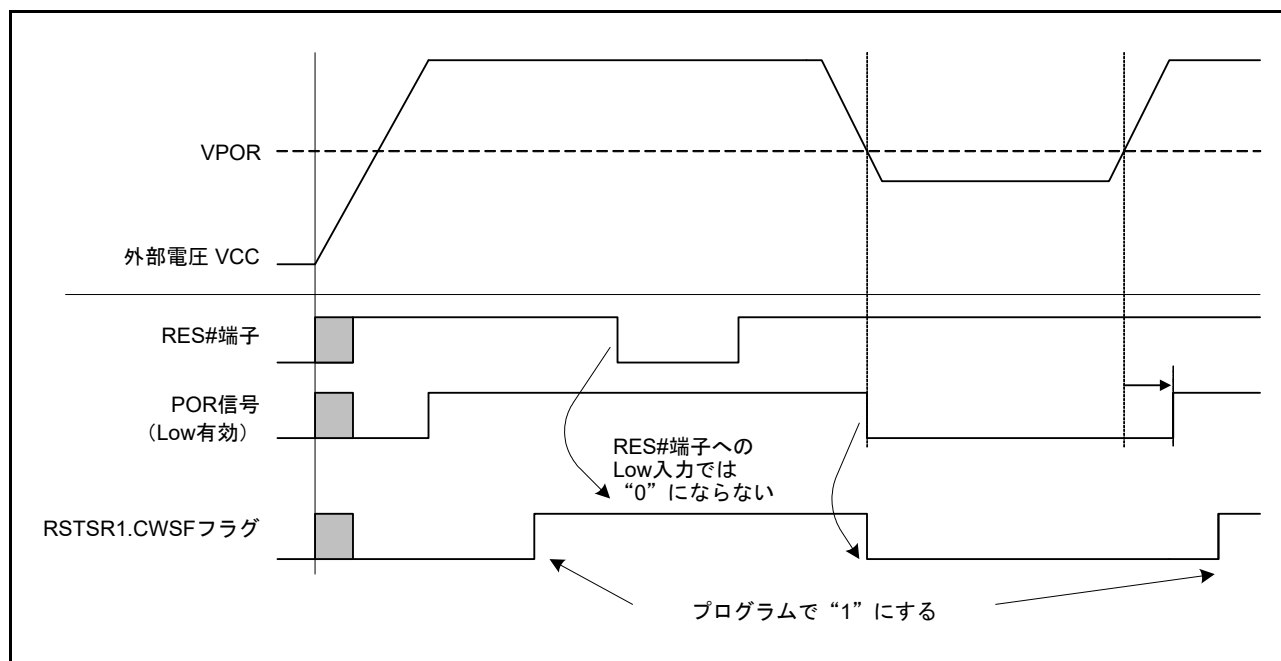 VPOR
外部電圧 VCC
RES#端子
POR信号
（Low有効）
RES#端子への
Low入力では
“0”にならない
RSTSR1.CWSFフラグ
プログラムで“1”にする